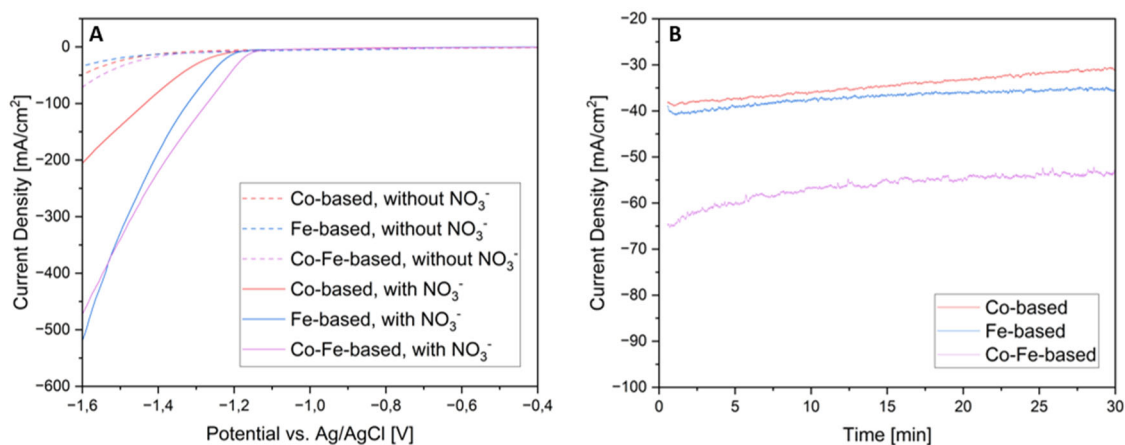 A
0
−100
−200
−300
−400
−500
−600
−1,6
−1,4
−1,2
−1,0
−0,8
−0,6
−0,4
Current Density [mA/cm²]
Potential vs. Ag/AgCl [V]
Co-based, without NO₃⁻
Fe-based, without NO₃⁻
Co-Fe-based, without NO₃⁻
Co-based, with NO₃⁻
Fe-based, with NO₃⁻
Co-Fe-based, with NO₃⁻
B
−20
−30
−40
−50
−60
−70
−80
−90
−100
0
5
10
15
20
25
30
Current Density [mA/cm²]
Time [min]
Co-based
Fe-based
Co-Fe-based